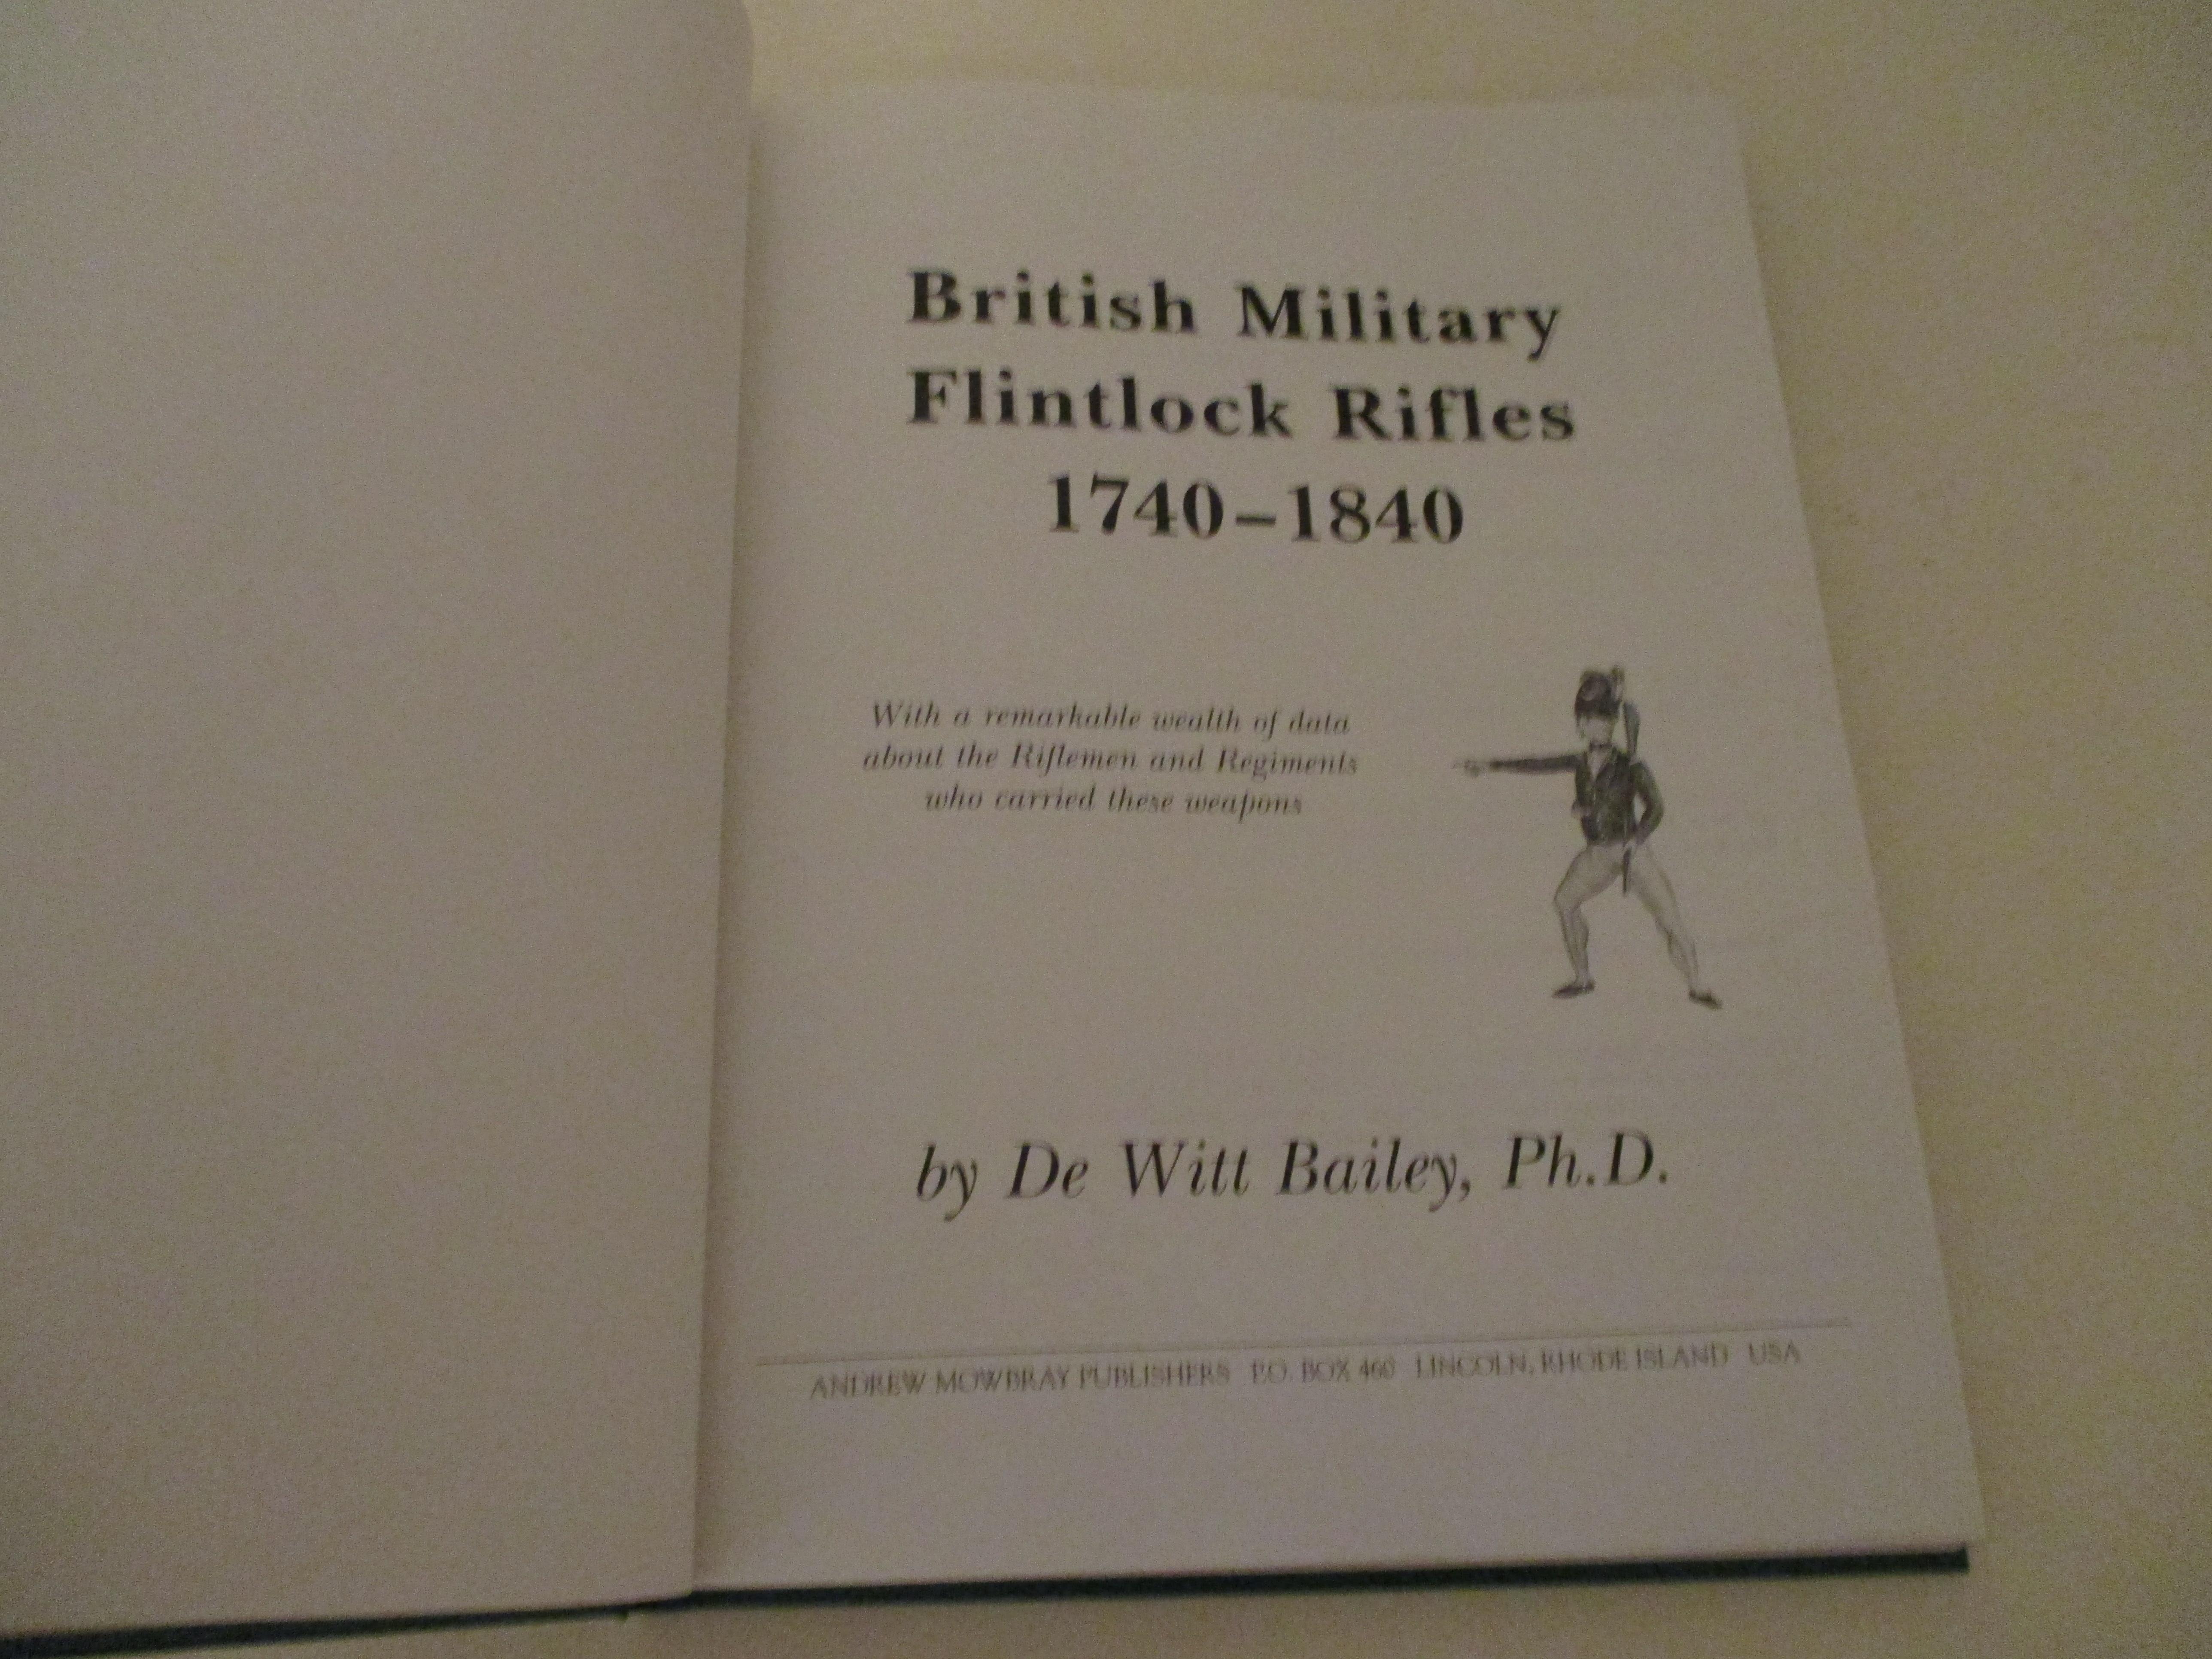 British Military
Flintlock Rifles
1740–1840
With a remarkable wealth of data
about the Riflemen and Regiments
who carried these weapons
by De Witt Bailey, Ph.D.
ANDREW MOWBRAY PUBLISHERS P.O. BOX 460 LINCOLN, RHODE ISLAND USA